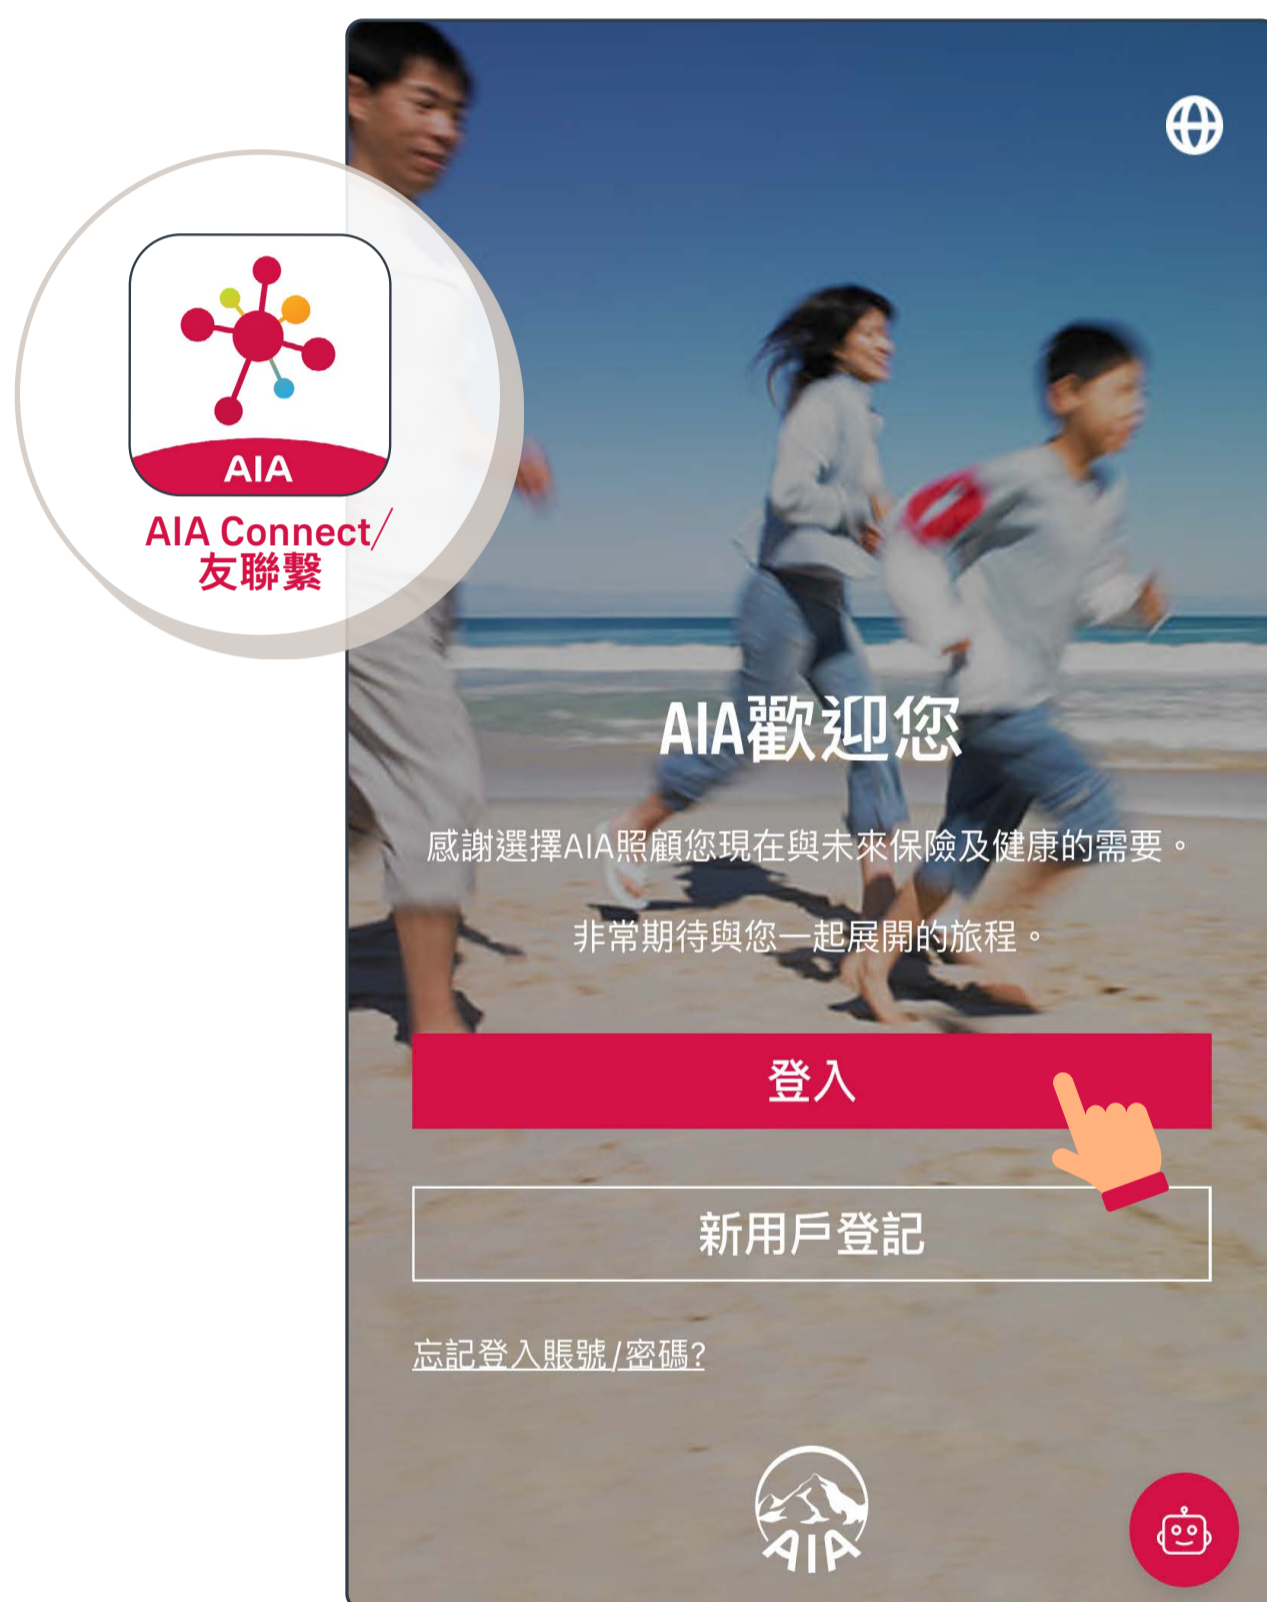 AIA
AIA Connect/
友聯繫
AIA歡迎您
感謝選擇AIA照顧您現在與未來保險及健康的需要。
非常期待與您一起展開的旅程。
登入
新用戶登記
忘記登入賬號/密碼?
AIA